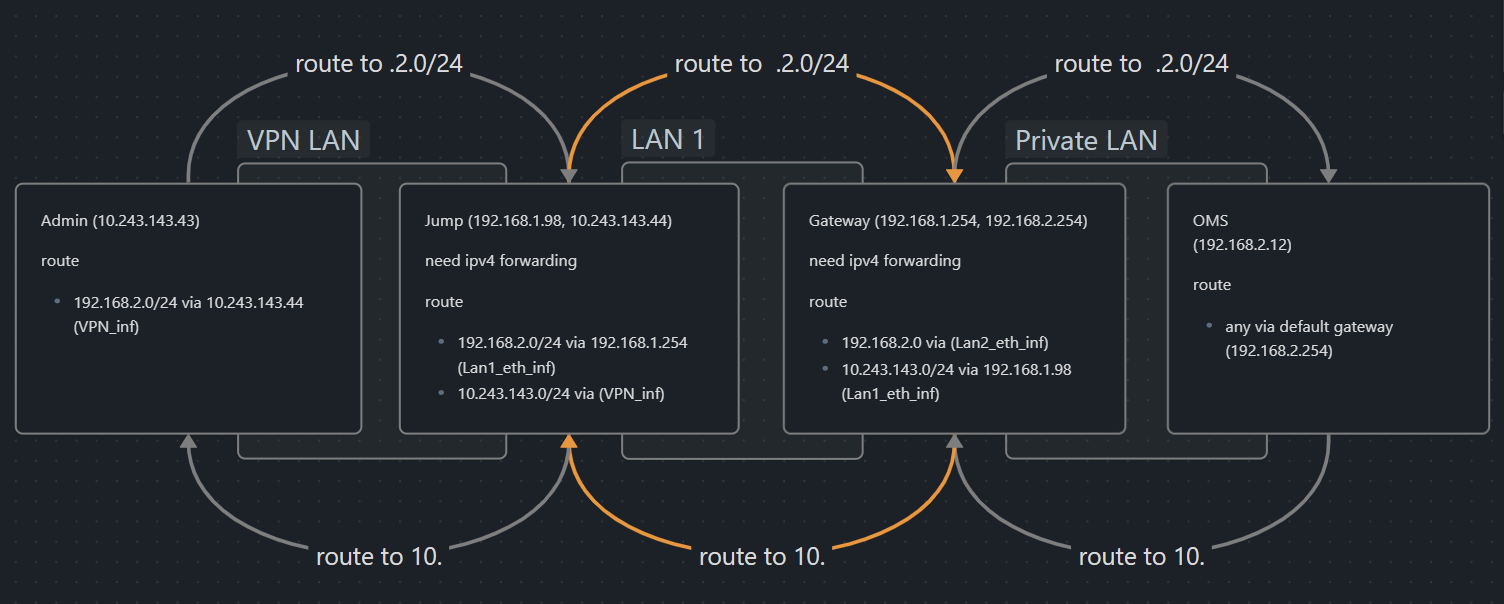 route to .2.0/24
route to .2.0/24
route to .2.0/24
VPN LAN
LAN 1
Private LAN
Admin (10.243.143.43)
route
• 192.168.2.0/24 via 10.243.143.44
(VPN_inf)
Jump (192.168.1.98, 10.243.143.44)
need ipv4 forwarding
route
• 192.168.2.0/24 via 192.168.1.254
(Lan1_eth_inf)
• 10.243.143.0/24 via (VPN_inf)
Gateway (192.168.1.254, 192.168.2.254)
need ipv4 forwarding
route
• 192.168.2.0 via (Lan2_eth_inf)
• 10.243.143.0/24 via 192.168.1.98
(Lan1_eth_inf)
OMS
(192.168.2.12)
route
• any via default gateway
(192.168.2.254)
route to 10.
route to 10.
route to 10.